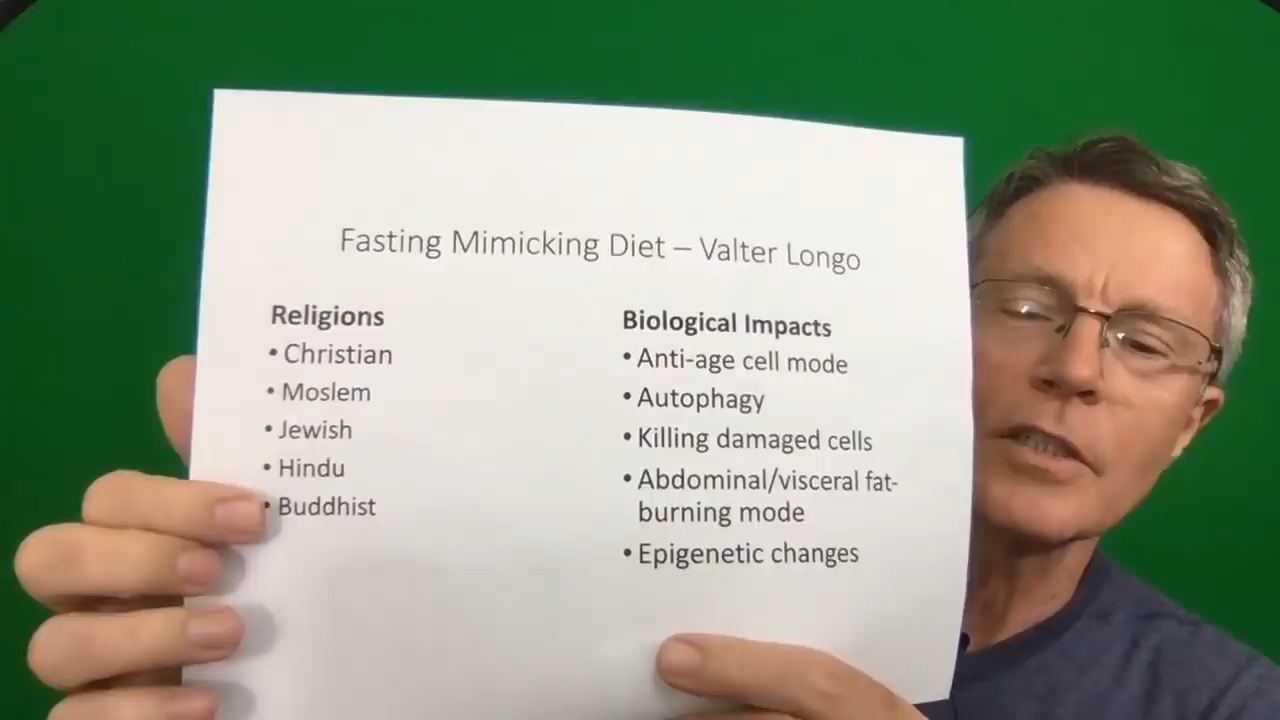 Fasting Mimicking Diet – Valter Longo
Religions
• Christian
• Moslem
• Jewish
• Hindu
• Buddhist
Biological Impacts
• Anti-age cell mode
• Autophagy
• Killing damaged cells
• Abdominal/visceral fat-
burning mode
• Epigenetic changes